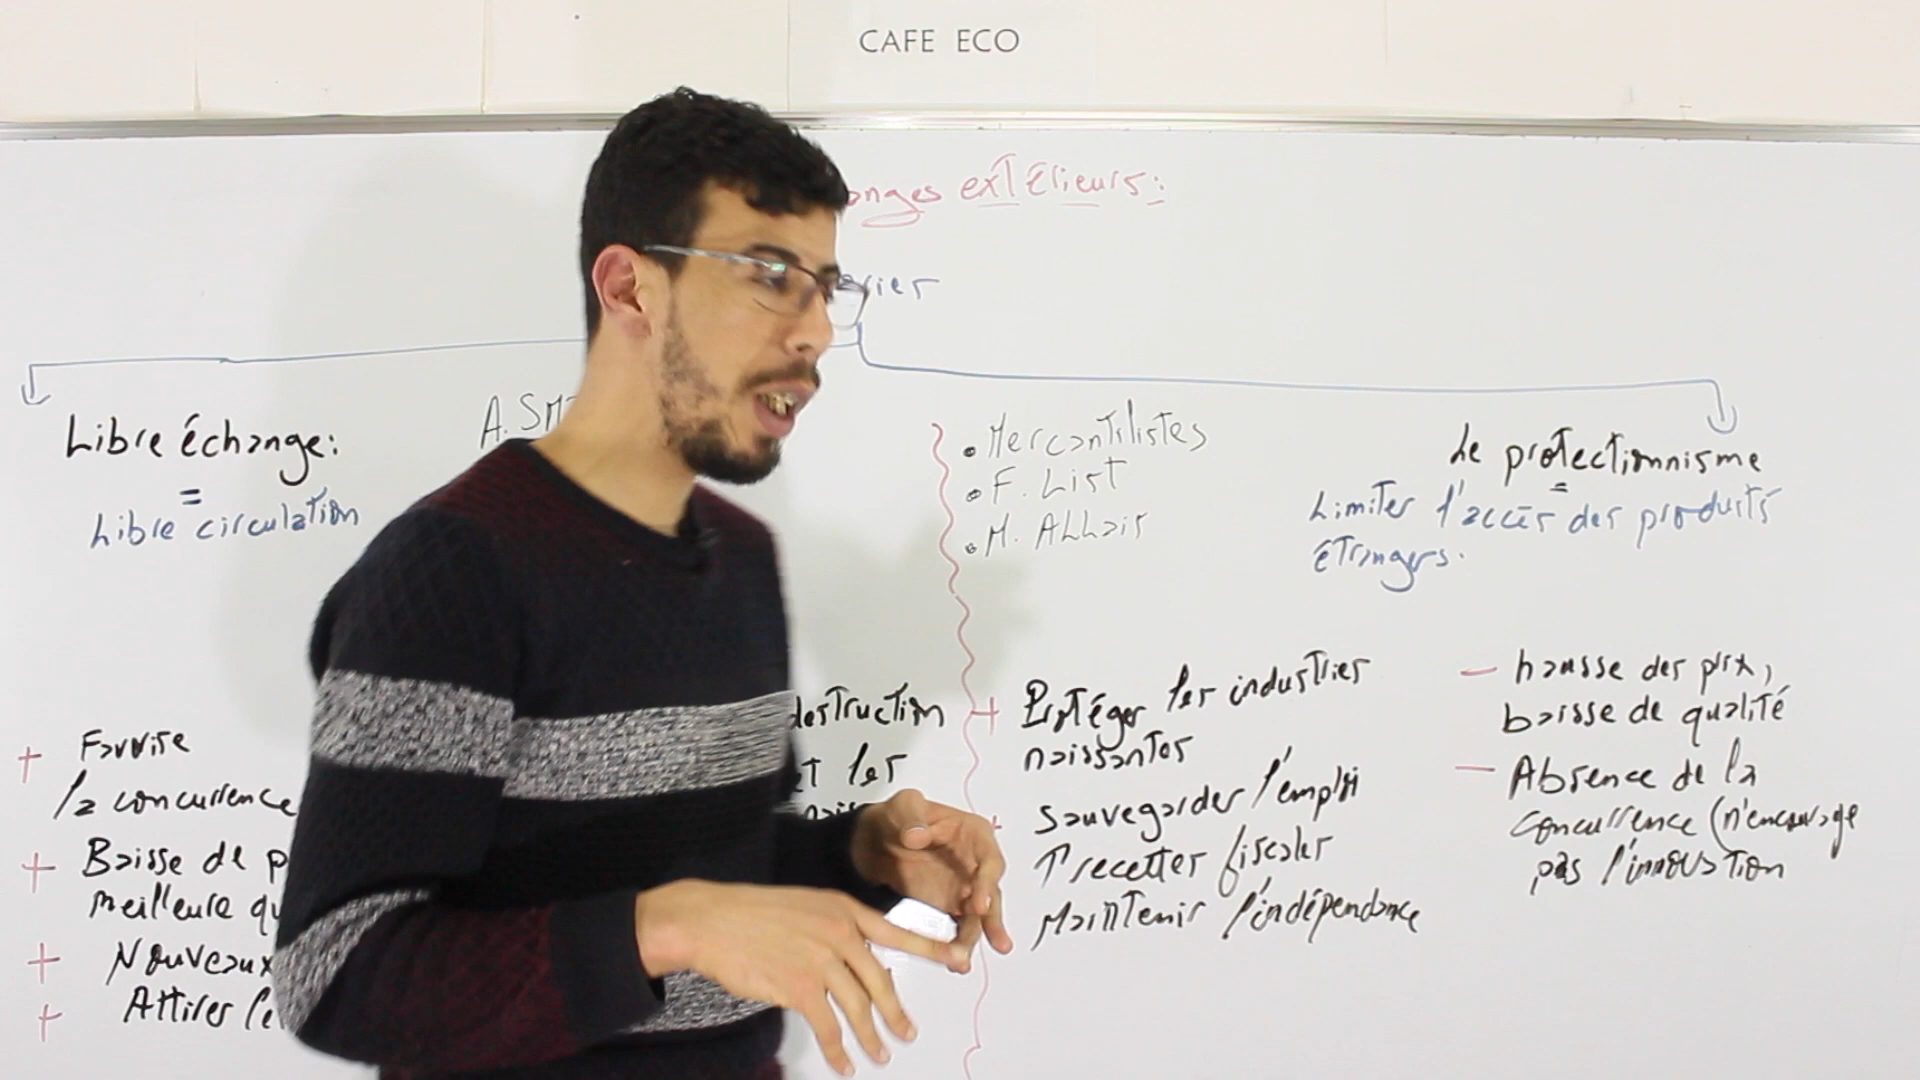 CAFE ECO
extérieurs:
Libre échange:
=
Libre circulation
A. SM
• Mercantilistes
• F. List
• M. ALLais
Le protectionnisme
=
Limiter l'accès des produits
étrangers.
+ Favorise
la concurrence
+ Baisse de p
meilleure qu
+ Nouveaux
+ Attirer le
destruction
et les
+ Protéger les industries
naissantes
+ sauvegarder l'emploi
↑ recettes fiscales
Maintenir l'indépendance
- hausse des prix,
baisse de qualité
- Absence de la
concurrence (n'encourage
pas l'innovation